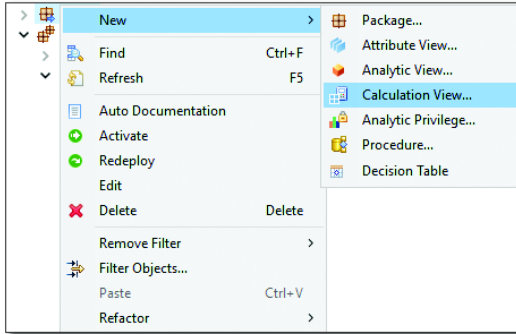 New
Find Ctrl+F
Refresh F5
Auto Documentation
Activate
Redeploy
Edit
Delete Delete
Remove Filter
Filter Objects...
Paste Ctrl+V
Refactor
Package...
Attribute View...
Analytic View...
Calculation View...
Analytic Privilege...
Procedure...
Decision Table